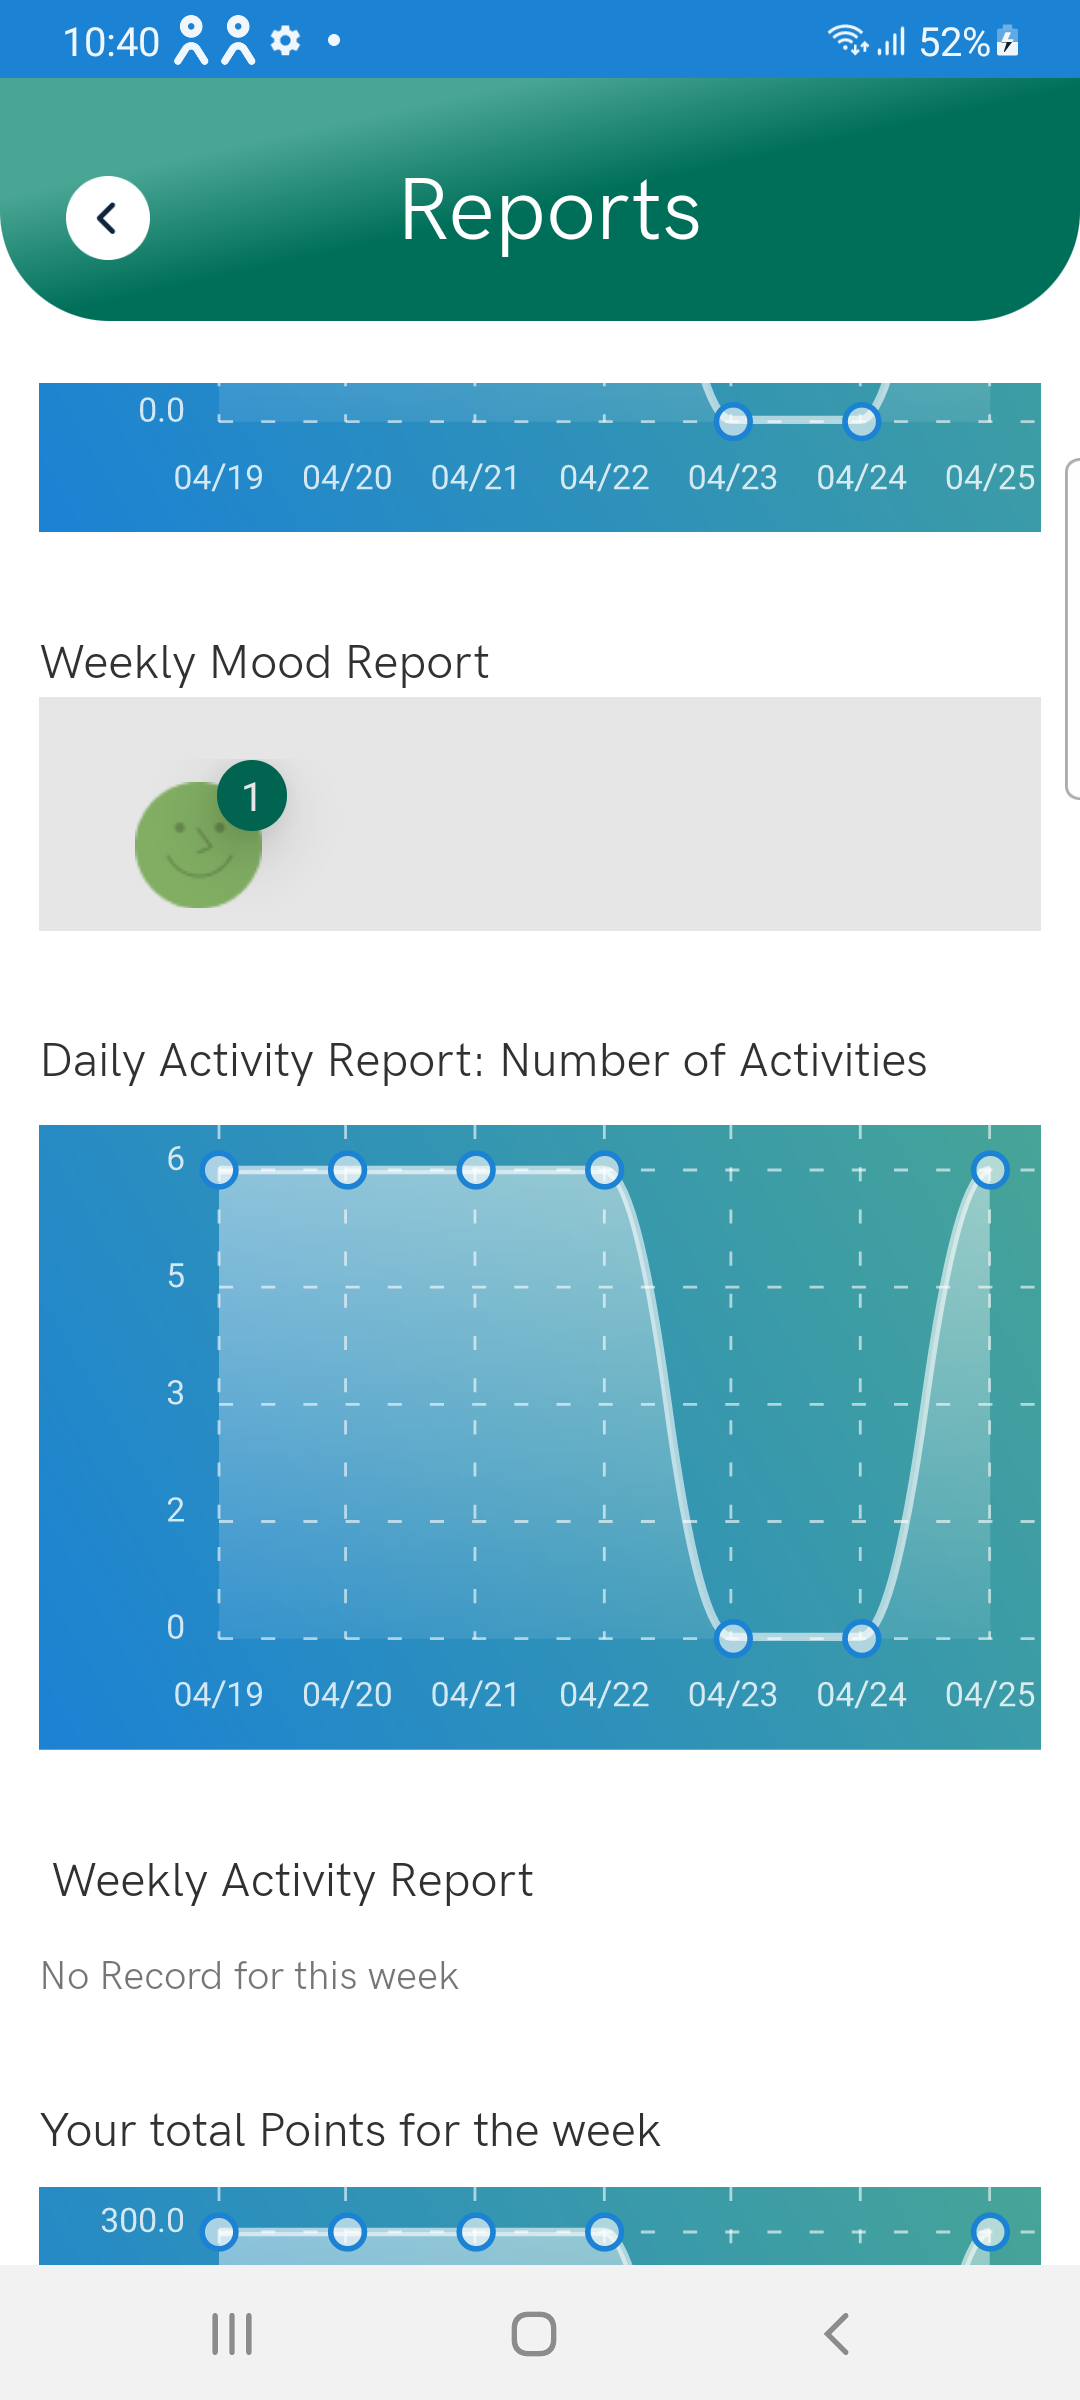 10:40 52%
Reports
0.0
04/19 04/20 04/21 04/22 04/23 04/24 04/25
Weekly Mood Report
1
Daily Activity Report: Number of Activities
6
5
3
2
0
04/19 04/20 04/21 04/22 04/23 04/24 04/25
Weekly Activity Report
No Record for this week
Your total Points for the week
300.0